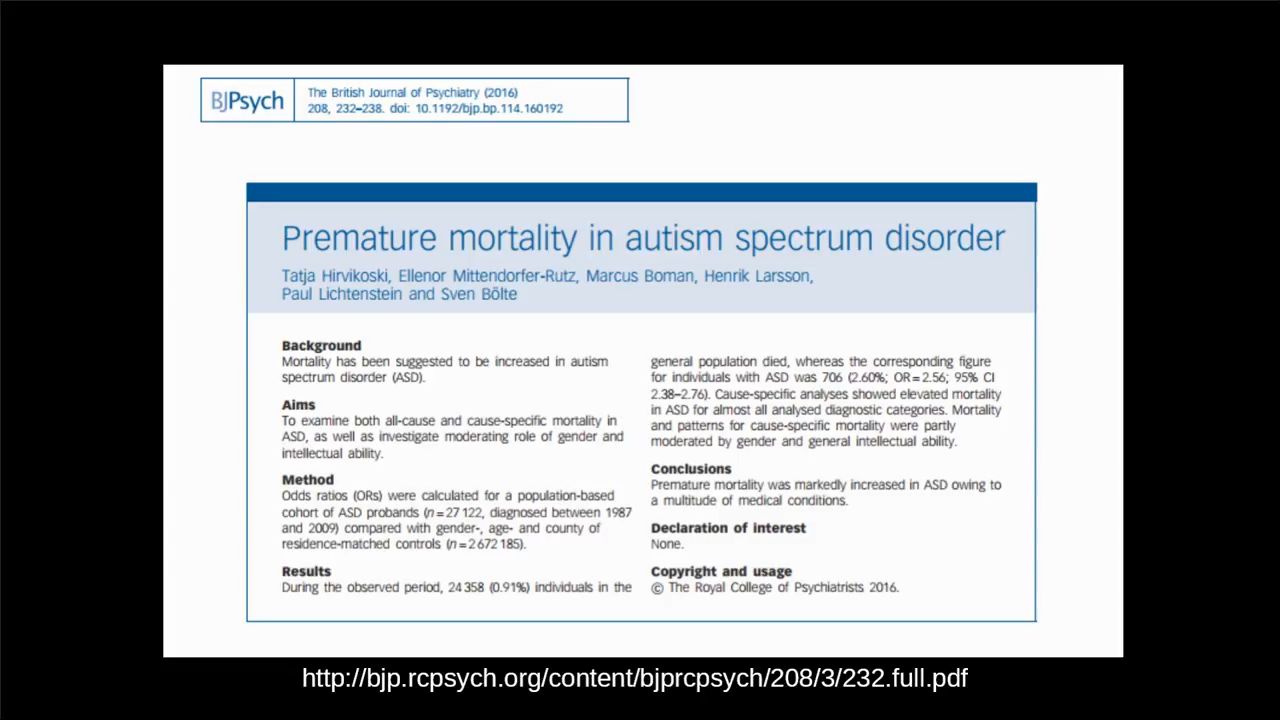 BJPsych
The British Journal of Psychiatry (2016)
208, 232–238. doi: 10.1192/bjp.bp.114.160192
Premature mortality in autism spectrum disorder
Tatja Hirvikoski, Ellenor Mittendorfer-Rutz, Marcus Boman, Henrik Larsson,
Paul Lichtenstein and Sven Bölte
Background
Mortality has been suggested to be increased in autism
spectrum disorder (ASD).
Aims
To examine both all-cause and cause-specific mortality in
ASD, as well as investigate moderating role of gender and
intellectual ability.
Method
Odds ratios (ORs) were calculated for a population-based
cohort of ASD probands (n = 27 122, diagnosed between 1987
and 2009) compared with gender-, age- and county of
residence-matched controls (n = 2 672 185).
Results
During the observed period, 24 358 (0.91%) individuals in the
general population died, whereas the corresponding figure
for individuals with ASD was 706 (2.60%; OR = 2.56; 95% CI
2.38–2.76). Cause-specific analyses showed elevated mortality
in ASD for almost all analysed diagnostic categories. Mortality
and patterns for cause-specific mortality were partly
moderated by gender and general intellectual ability.
Conclusions
Premature mortality was markedly increased in ASD owing to
a multitude of medical conditions.
Declaration of interest
None.
Copyright and usage
© The Royal College of Psychiatrists 2016.
http://bjp.rcpsych.org/content/bjprcpsych/208/3/232.full.pdf